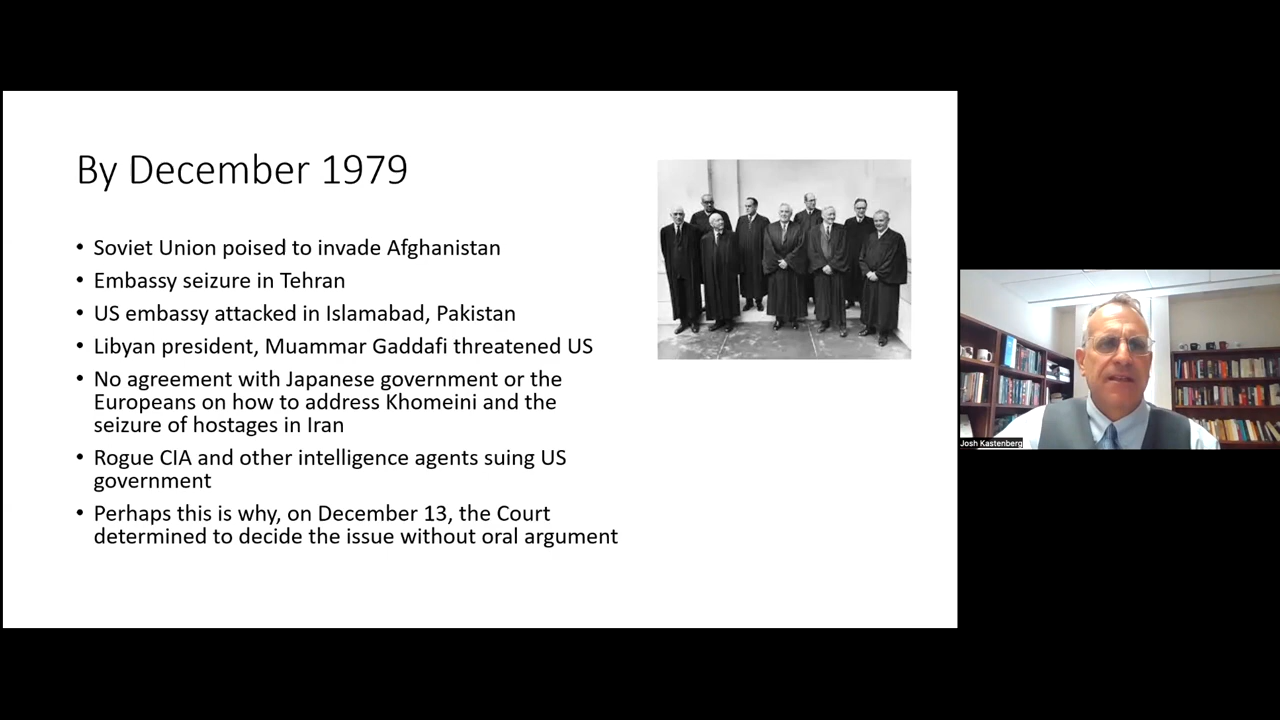 By December 1979
• Soviet Union poised to invade Afghanistan
• Embassy seizure in Tehran
• US embassy attacked in Islamabad, Pakistan
• Libyan president, Muammar Gaddafi threatened US
• No agreement with Japanese government or the
Europeans on how to address Khomeini and the
seizure of hostages in Iran
• Rogue CIA and other intelligence agents suing US
government
• Perhaps this is why, on December 13, the Court
determined to decide the issue without oral argument
Josh Kastenberg